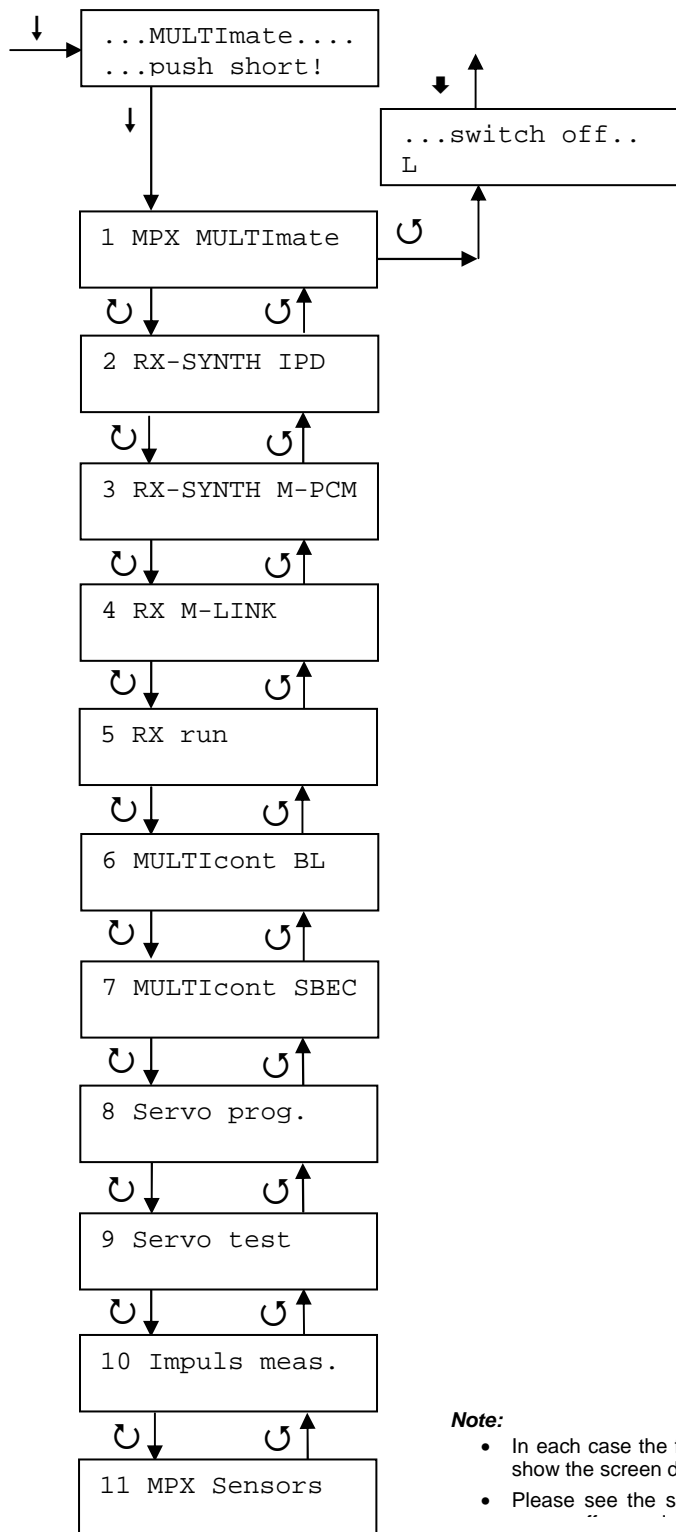 ...MULTImate....
...push short!
...switch off..
L
1 MPX MULTImate
2 RX-SYNTH IPD
3 RX-SYNTH M-PCM
4 RX M-LINK
5 RX run
6 MULTIcont BL
7 MULTIcont SBEC
8 Servo prog.
9 Servo test
10 Impuls meas.
11 MPX Sensors
Note:
• In each case the
show the screen
• Please see the